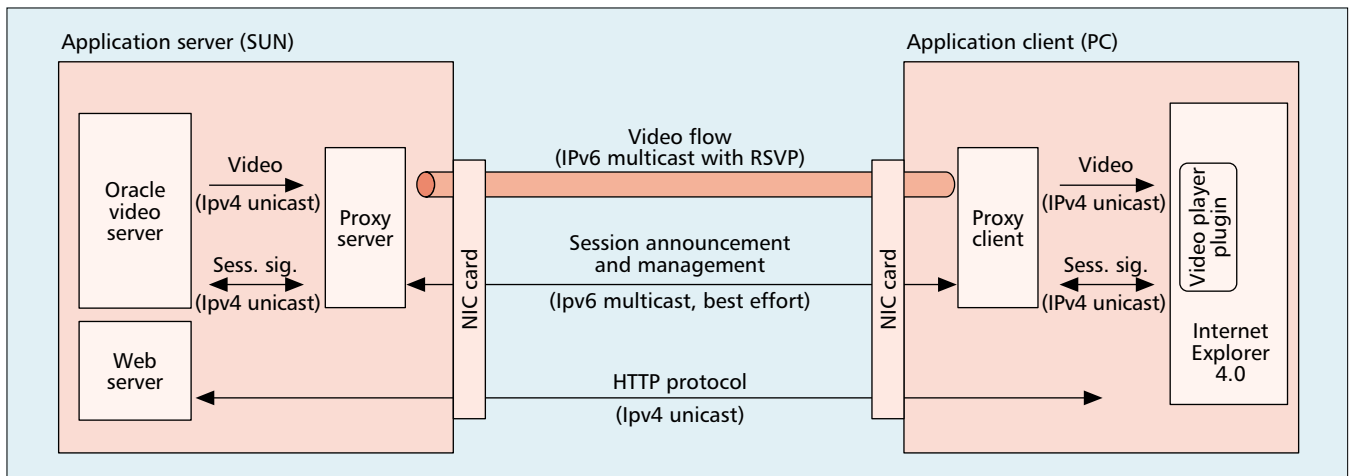 Application server (SUN)
Application client (PC)
Oracle
video
server
Video
(Ipv4 unicast)
Sess. sig.
(Ipv4 unicast)
Proxy
server
Web
server
NIC card
Video flow
(IPv6 multicast with RSVP)
Session announcement
and management
(Ipv6 multicast, best effort)
HTTP protocol
(Ipv4 unicast)
NIC card
Proxy
client
Video
(IPv4 unicast)
Sess. sig.
(IPv4 unicast)
Video player
plugin
Internet
Explorer
4.0